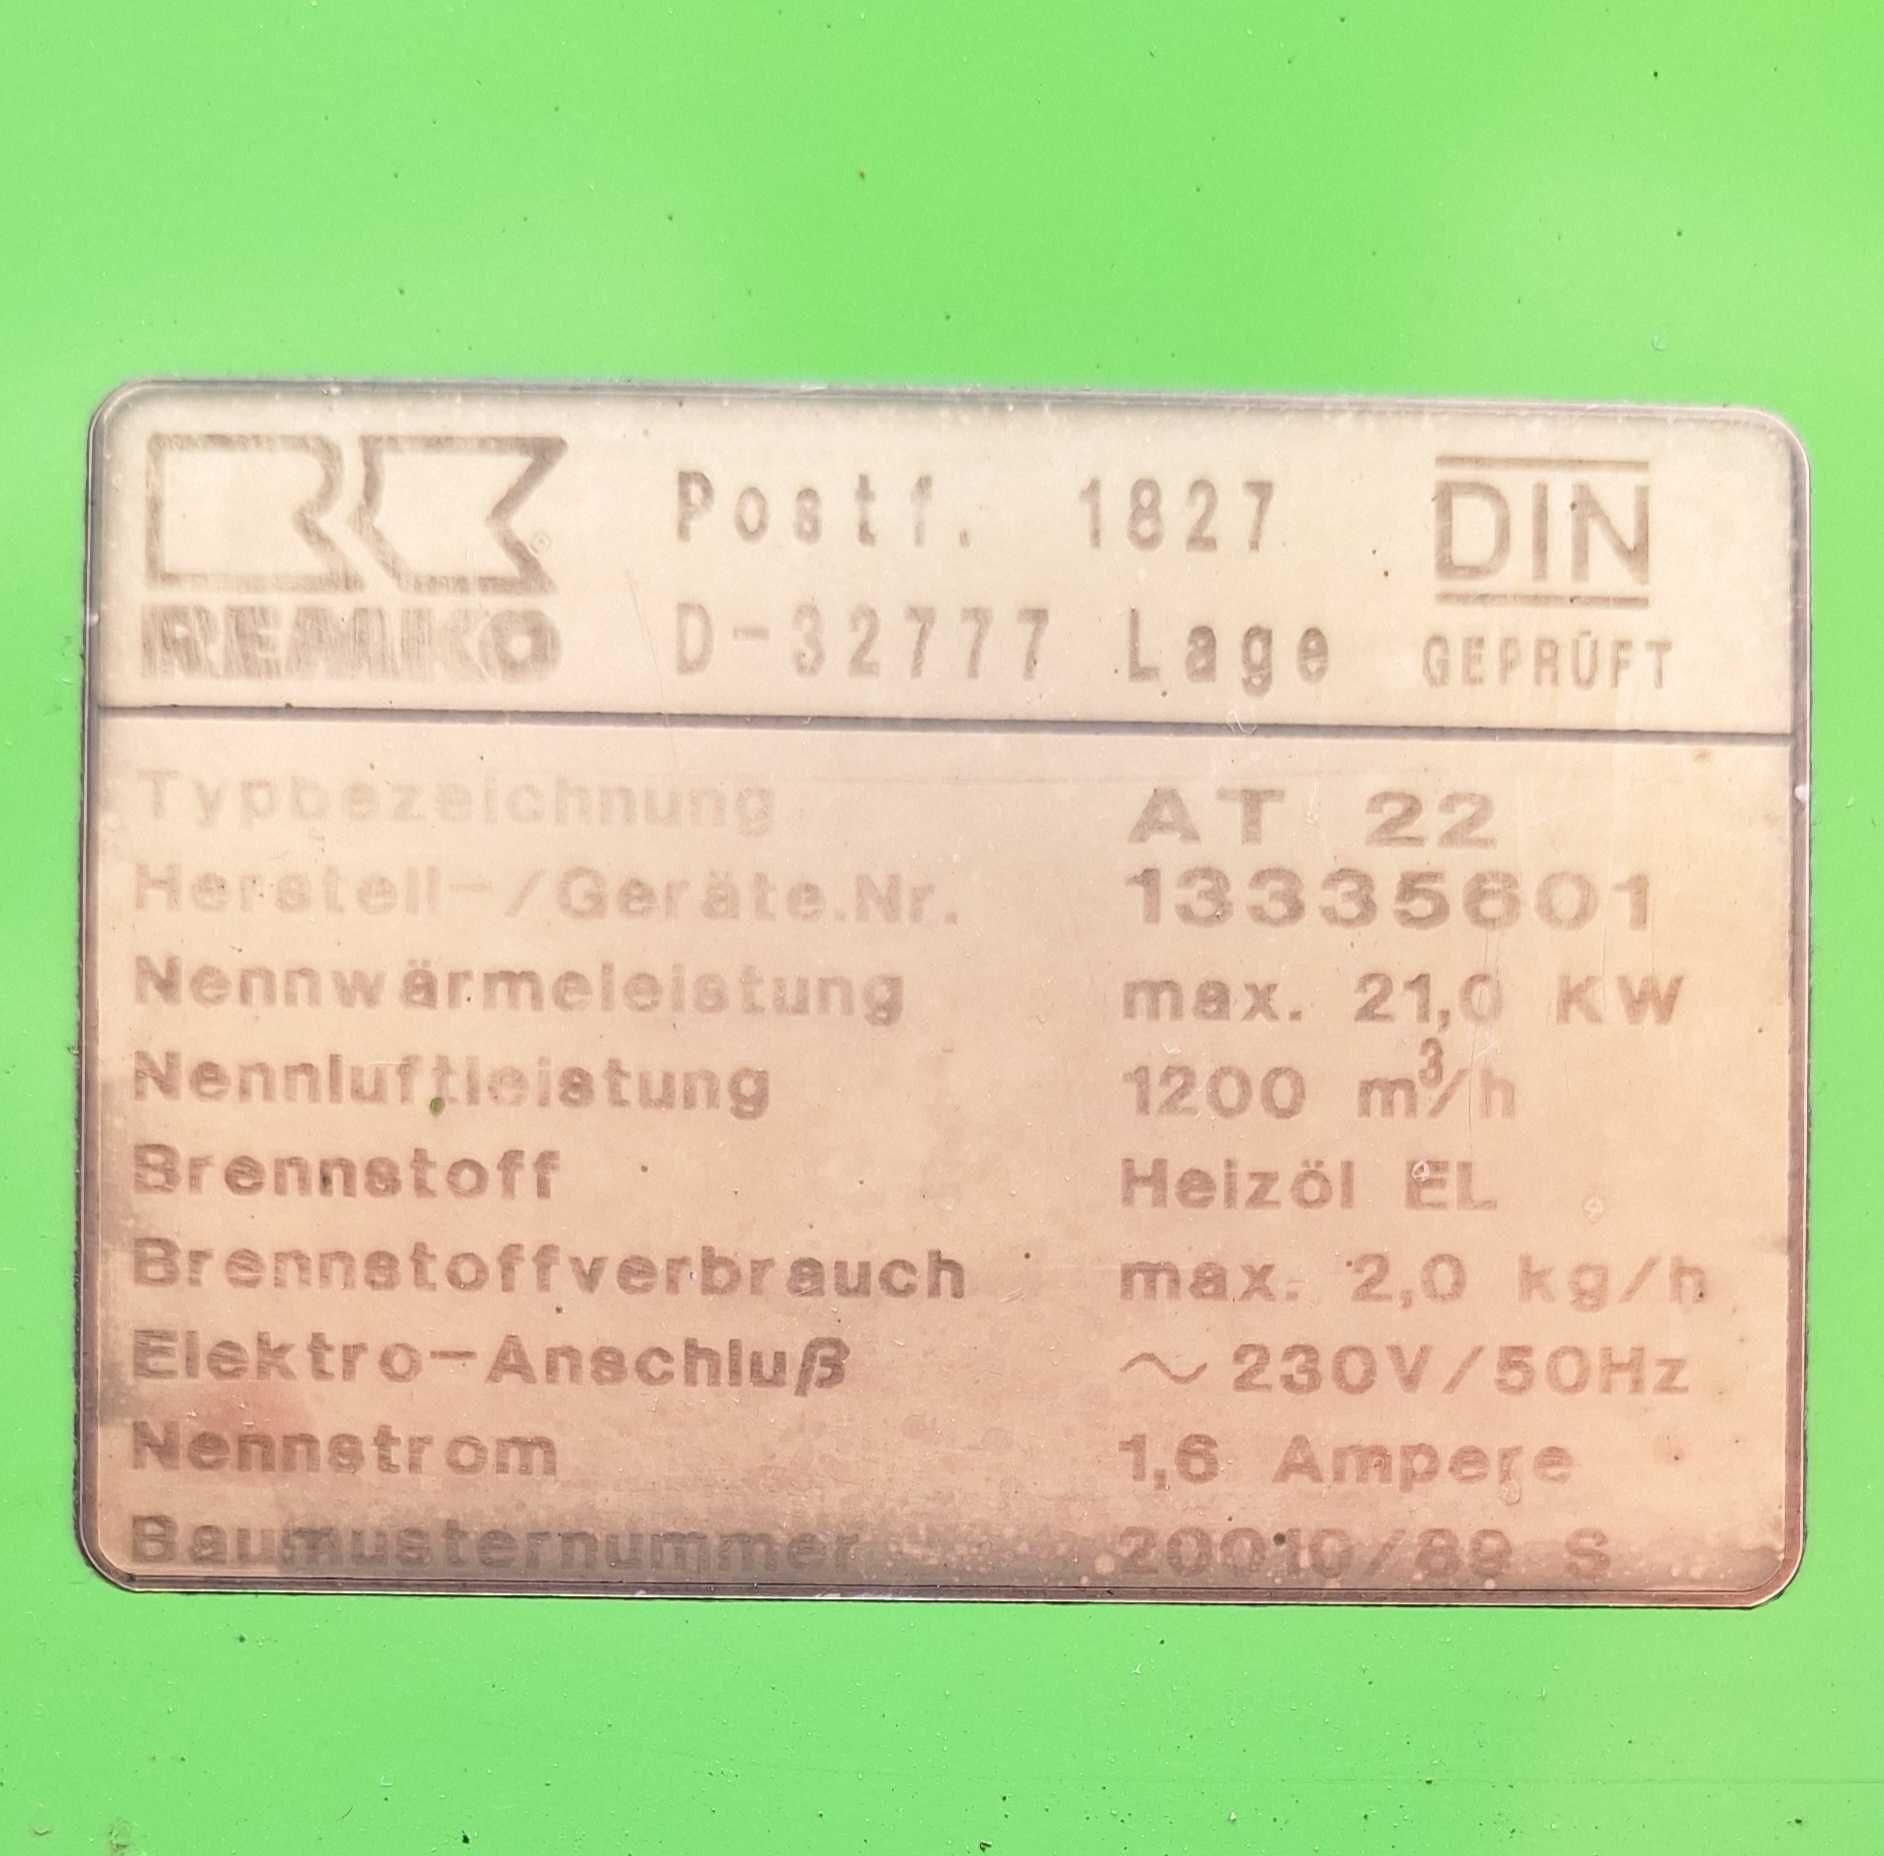 REMKO
Postf. 1827
D-32777 Lage
DIN
GEPRÜFT
Typbezeichnung AT 22
Herstell-/Geräte.Nr. 13335601
Nennwärmeleistung max. 21,0 KW
Nennluftleistung 1200 m³/h
Brennstoff Heizöl EL
Brennstoffverbrauch max. 2,0 kg/h
Elektro-Anschluß ~230V/50Hz
Nennstrom 1,6 Ampere
Baumusternummer 20010/89 S